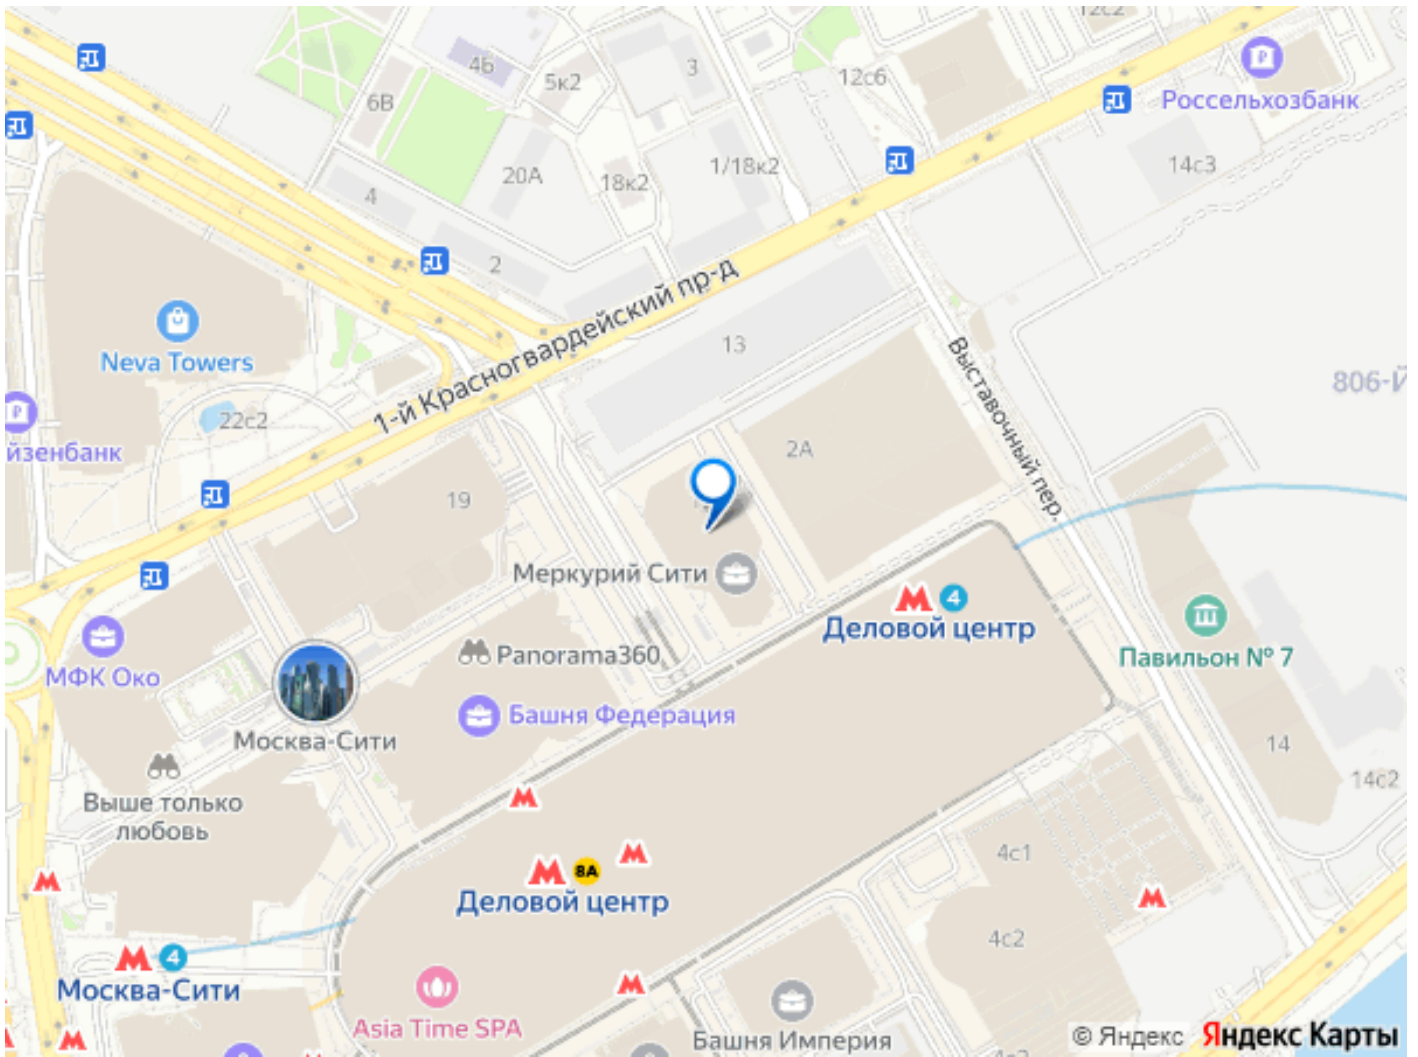 12с2
4Б
3
5к2
12с6
6В
Россельхозбанк
20А
18к2
1/18к2
14с3
4
2
1-й Красногвардейский пр-д
Neva Towers
13
Выставочный пер.
806-Й
22с2
йзенбанк
2А
19
Меркурий Сити
4
Деловой центр
МФК Око
Panorama360
Павильон № 7
Башня Федерация
Москва-Сити
14
14с2
Выше только
любовь
4с1
8А
Деловой центр
4с2
4
Москва-Сити
Asia Time SPA
Башня Империя
© Яндекс Яндекс Карты